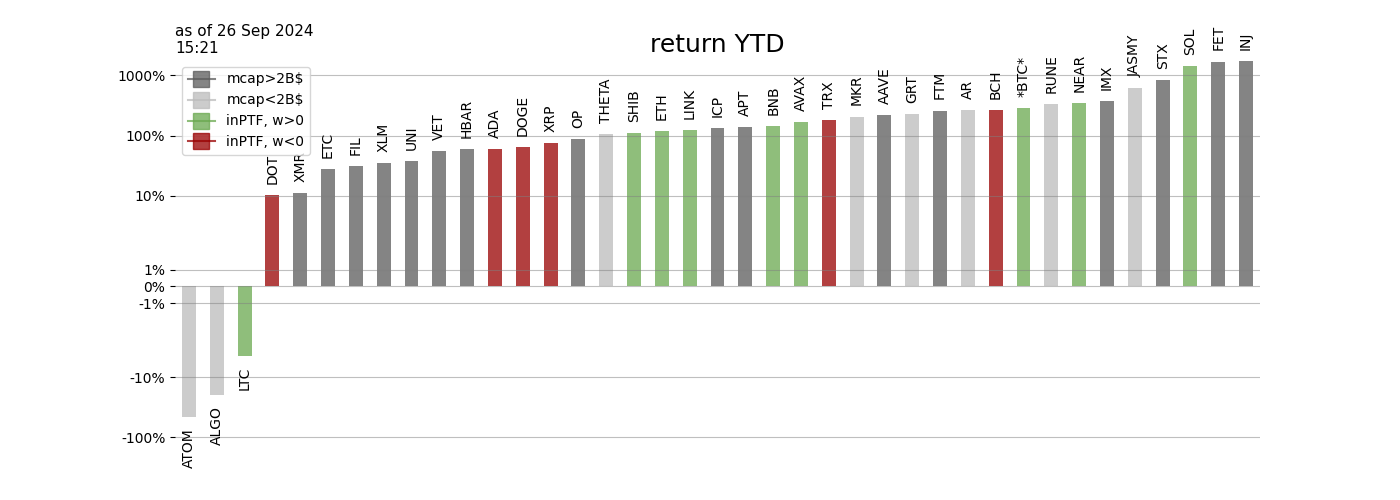 as of 26 Sep 2024
15:21
return YTD
mcap>2B$
mcap<2B$
inPTF, w>0
inPTF, w<0
1000%
100%
10%
1%
0%
-1%
-10%
-100%
ATOM
ALGO
LTC
DOT
XMR
ETC
FIL
XLM
UNI
VET
HBAR
ADA
DOGE
XRP
OP
THETA
SHIB
ETH
LINK
ICP
APT
BNB
AVAX
TRX
MKR
AAVE
GRT
FTM
AR
BCH
*BTC*
RUNE
NEAR
IMX
JASMY
STX
SOL
FET
INJ